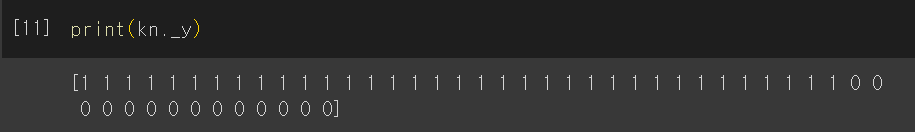 [11] print(kn._y)
[1 1 1 1 1 1 1 1 1 1 1 1 1 1 1 1 1 1 1 1 1 1 1 1 1 1 1 1 1 1 1 1 1 1 1 0 0
0 0 0 0 0 0 0 0 0 0 0 0]